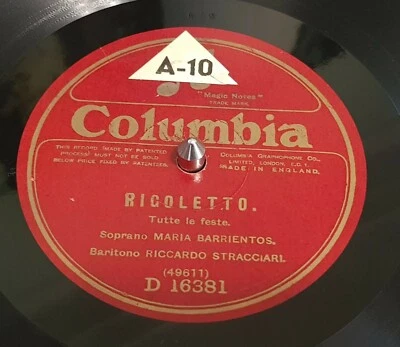 A-10
"Magic Notes"
TRADE MARK.
Columbia
THIS RECORD (MADE BY PATENTED
PROCESS) MUST NOT BE SOLD
BELOW PRICE FIXED BY PATENTEES.
COLUMBIA GRAPHOPHONE CO.,
LIMITED, LONDON, E.C.1
MADE IN ENGLAND.
RIGOLETTO.
Tutte le feste.
Soprano MARIA BARRIENTOS.
Baritono RICCARDO STRACCIARI.
(49611)
D 16381